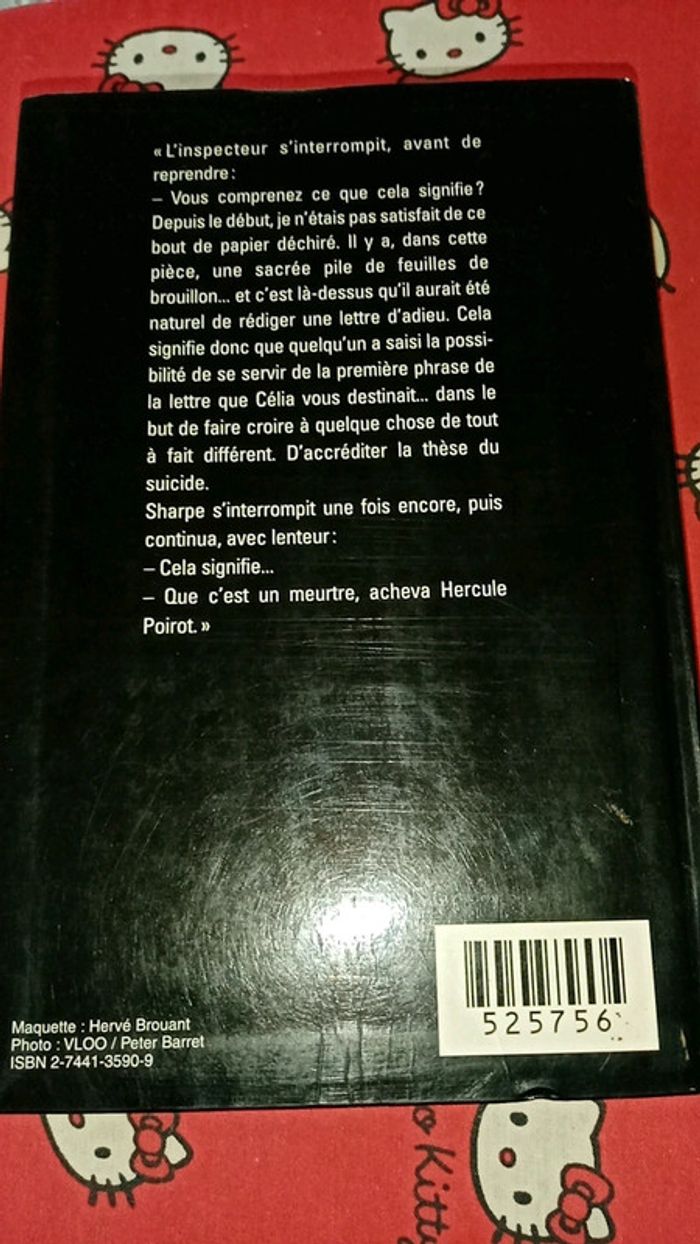 « L'inspecteur s'interrompit, avant de
reprendre :
– Vous comprenez ce que cela signifie ?
Depuis le début, je n'étais pas satisfait de ce
bout de papier déchiré. Il y a, dans cette
pièce, une sacrée pile de feuilles de
brouillon... et c'est là-dessus qu'il aurait été
naturel de rédiger une lettre d'adieu. Cela
signifie donc que quelqu'un a saisi la possi-
bilité de se servir de la première phrase de
la lettre que Célia vous destinait... dans le
but de faire croire à quelque chose de tout
à fait différent. D'accréditer la thèse du
suicide.
Sharpe s'interrompit une fois encore, puis
continua, avec lenteur :
– Cela signifie...
– Que c'est un meurtre, acheva Hercule
Poirot. »
525756
Maquette : Hervé Brouant
Photo : VLOO / Peter Barret
ISBN 2-7441-3590-9
o Kitty